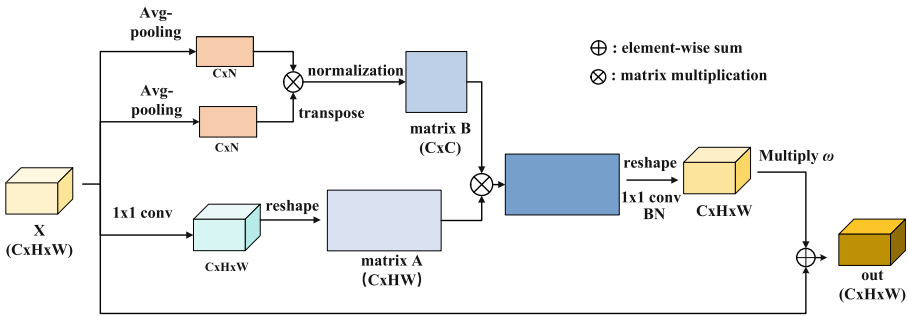 Avg-
pooling
CxN
normalization
⊕ : element-wise sum
⊗ : matrix multiplication
Avg-
pooling
CxN
transpose
matrix B
(CxC)
X
(CxHxW)
1x1 conv
CxHxW
reshape
matrix A
(CxHW)
reshape
1x1 conv
BN
CxHxW
Multiply ω
out
(CxHxW)